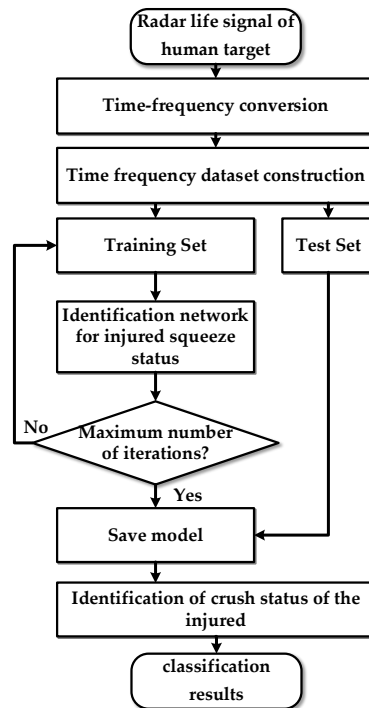 Radar life signal of
human target
Time-frequency conversion
Time frequency dataset construction
Training Set
Test Set
Identification network
for injured squeeze
status
No
Maximum number
of iterations?
Yes
Save model
Identification of crush status of the
injured
classification
results